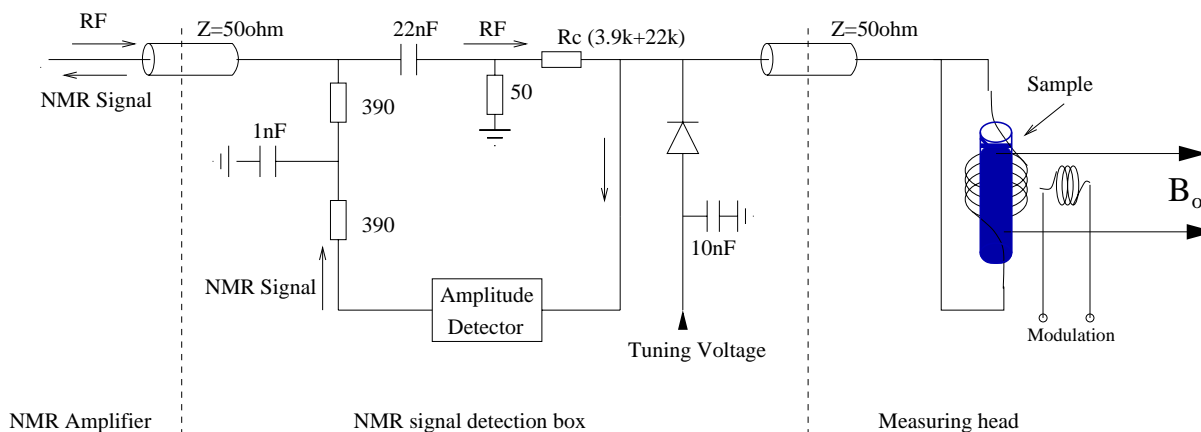 RF
Z=50ohm
22nF
RF
Rc (3.9k+22k)
Z=50ohm
NMR Signal
390
50
Sample
1nF
B₀
390
10nF
NMR Signal
Amplitude
Detector
Tuning Voltage
Modulation
NMR Amplifier
NMR signal detection box
Measuring head